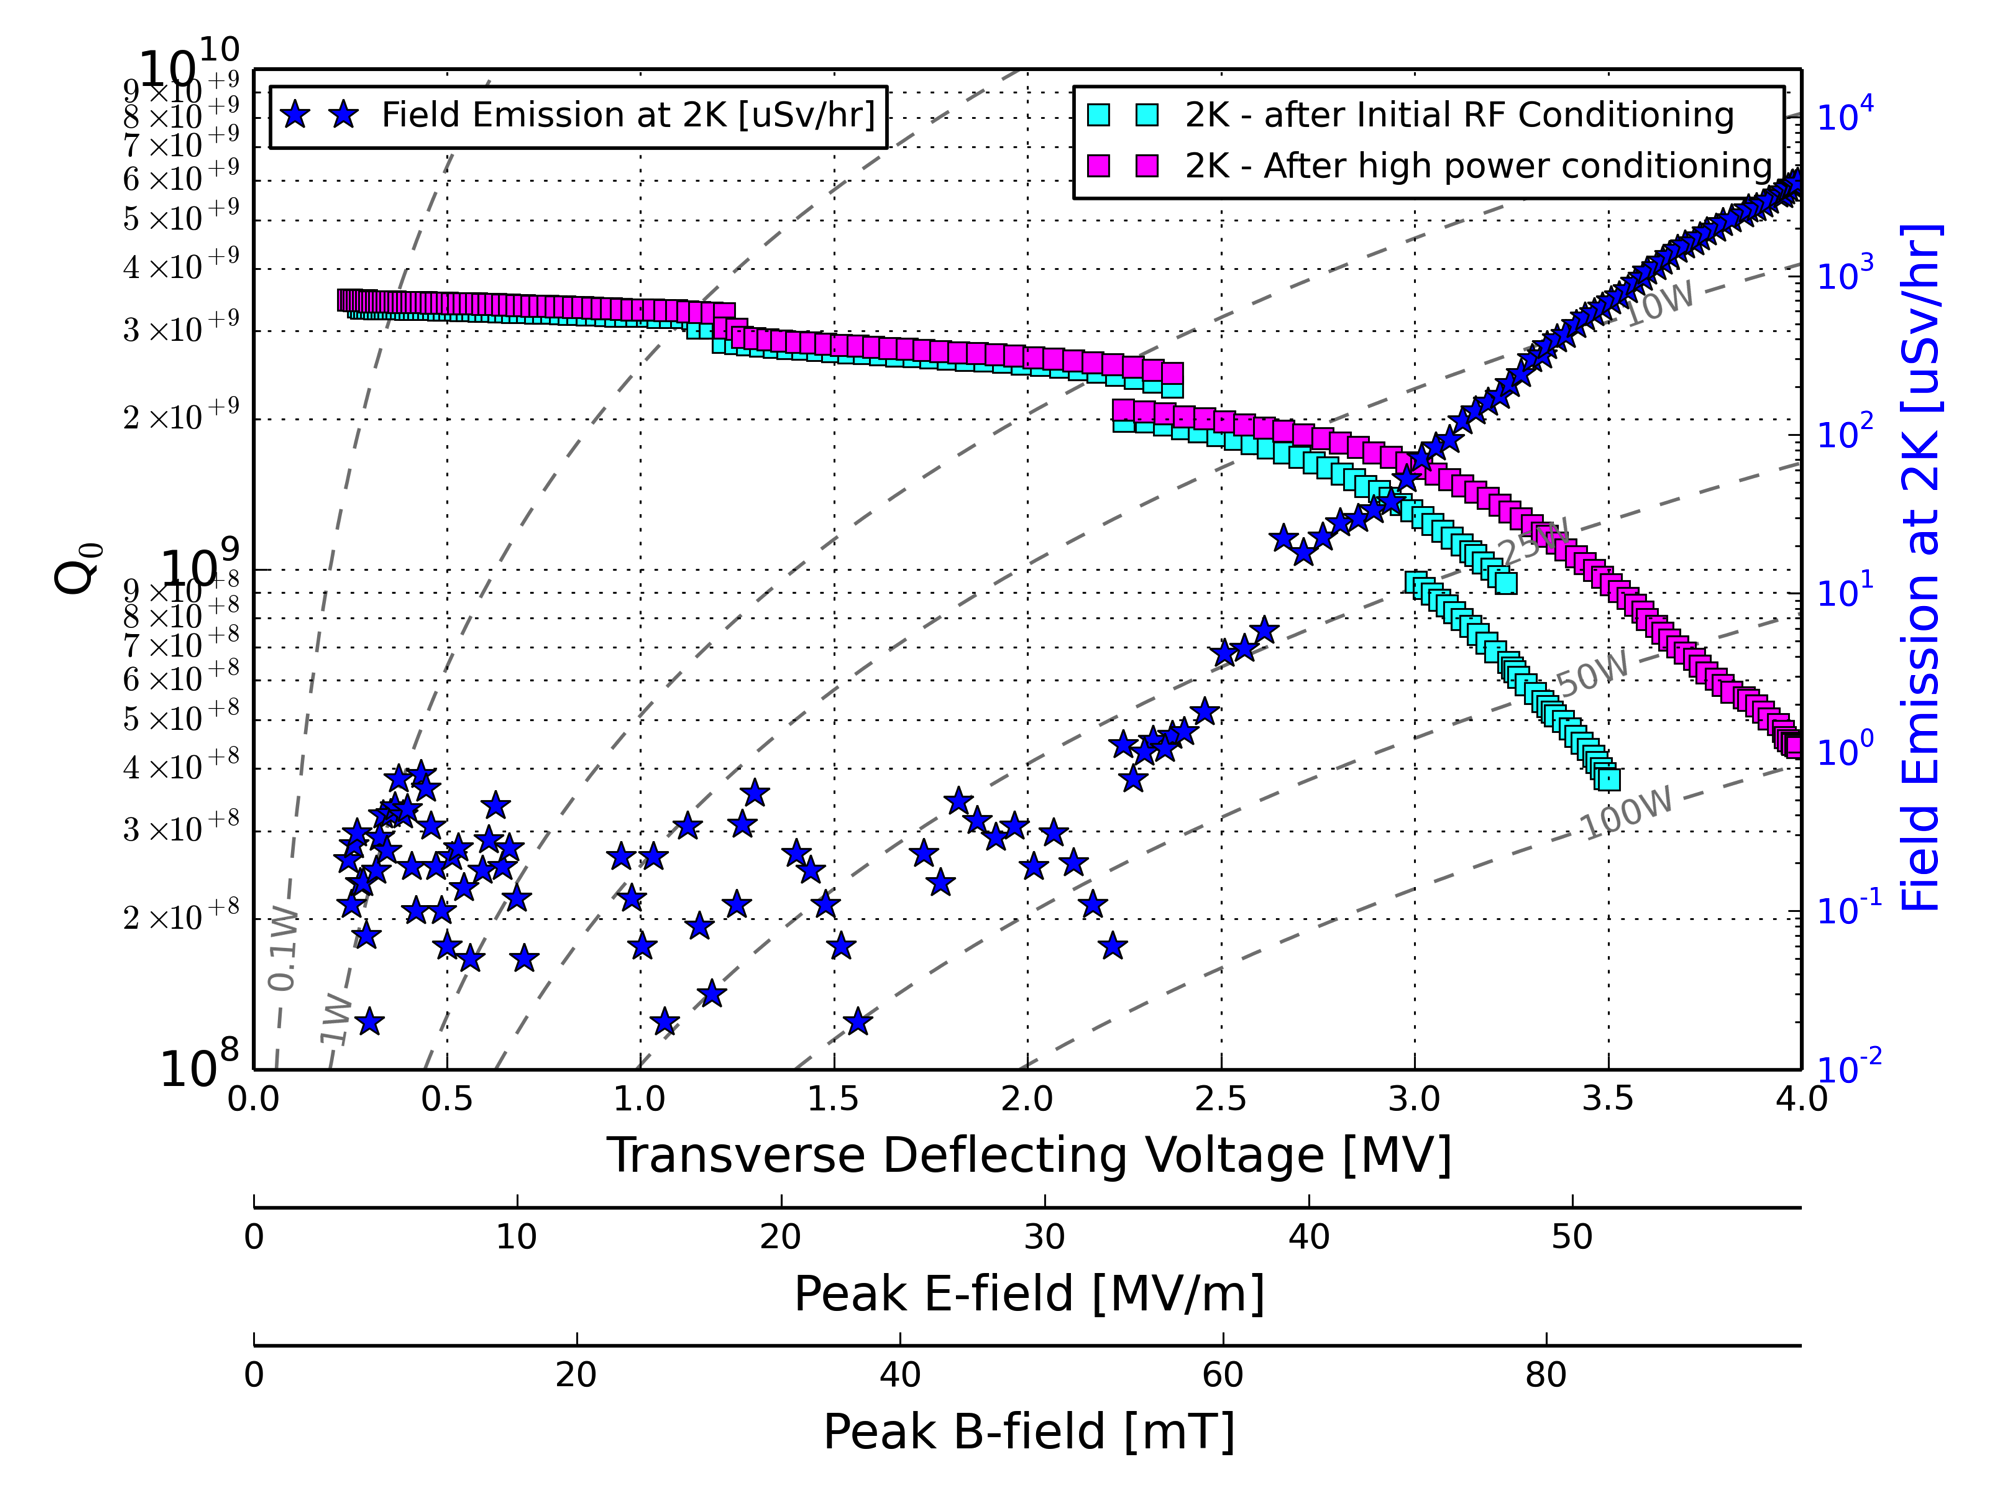 Field Emission at 2K [uSv/hr]
2K - after Initial RF Conditioning
2K - After high power conditioning
10^10
9 ×10^+9
8 ×10^+9
7 ×10^+9
6 ×10^+9
5 ×10^+9
4 ×10^+9
3 ×10^+9
2 ×10^+9
10^9
9 ×10^+8
8 ×10^+8
7 ×10^+8
6 ×10^+8
5 ×10^+8
4 ×10^+8
3 ×10^+8
2 ×10^+8
10^8
Q_0
0.1W
1W
10W
25W
50W
100W
10^4
10^3
10^2
10^1
10^0
10^-1
10^-2
Field Emission at 2K [uSv/hr]
0.0 0.5 1.0 1.5 2.0 2.5 3.0 3.5 4.0
Transverse Deflecting Voltage [MV]
0 10 20 30 40 50
Peak E-field [MV/m]
0 20 40 60 80
Peak B-field [mT]